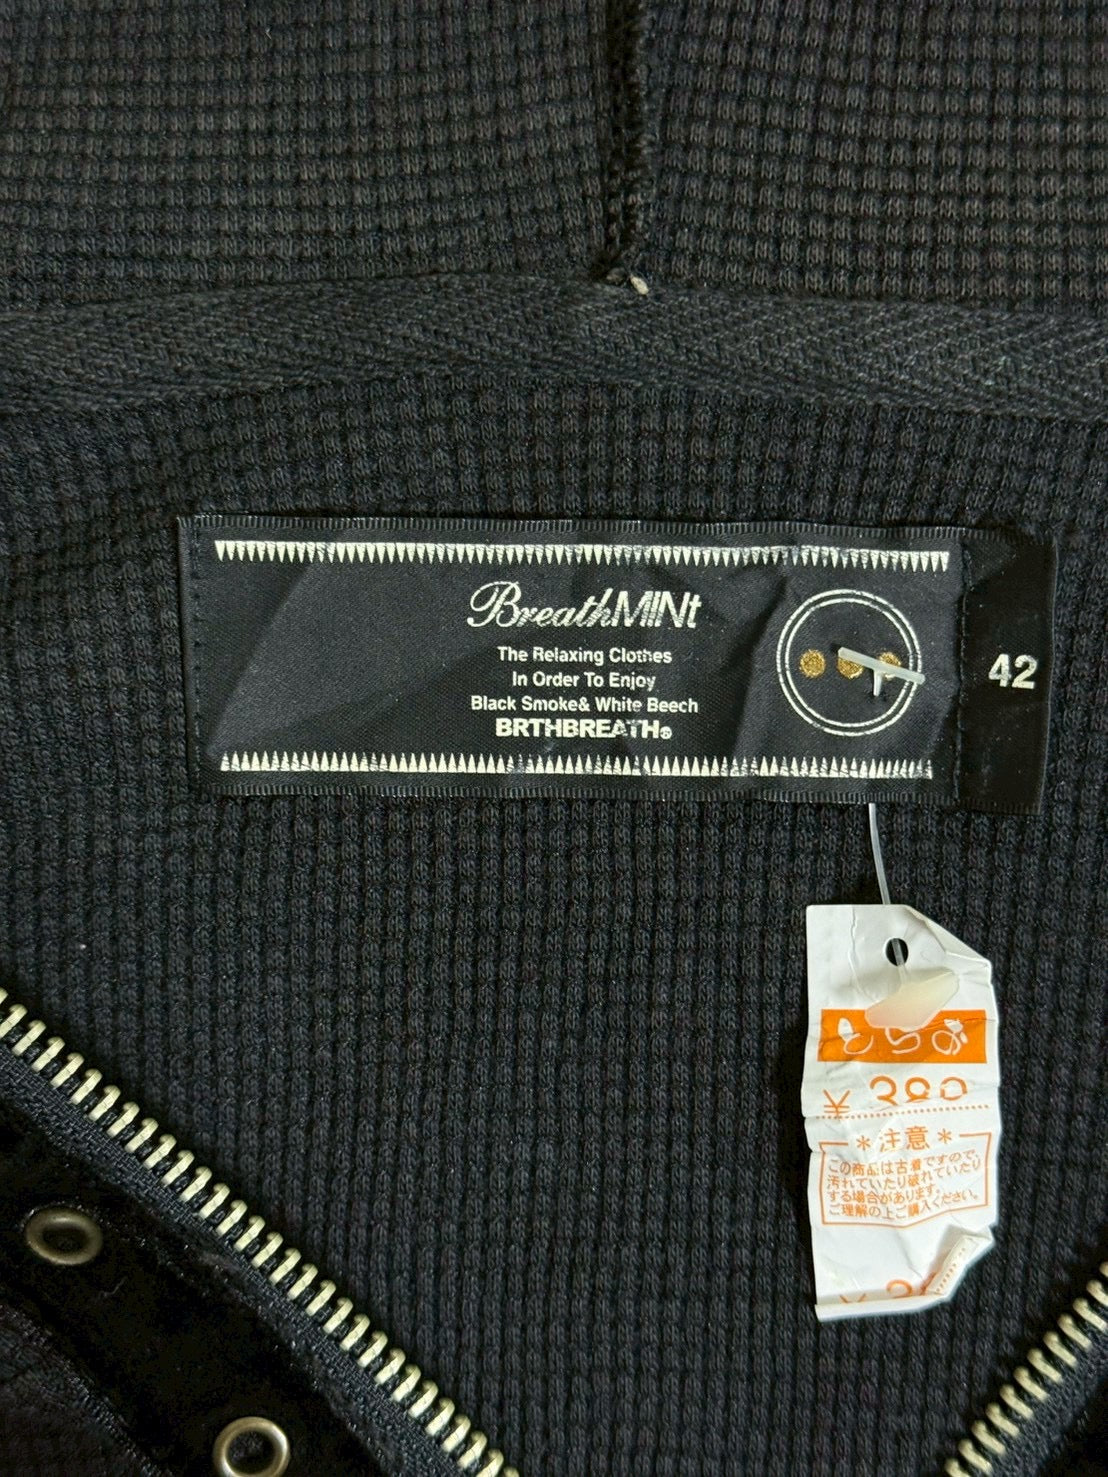 BreathMINt
The Relaxing Clothes
In Order To Enjoy
Black Smoke& White Beech
BRTHBREATH®
42
とらお
¥ 380
＊注意＊
この商品は古着ですので、
汚れていたり破れていたり
する場合があります。
ご理解の上ご購入ください。